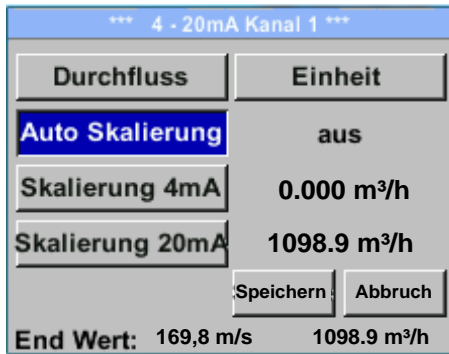 *** 4 - 20mA Kanal 1 ***
Durchfluss Einheit
Auto Skalierung aus
Skalierung 4mA 0.000 m³/h
Skalierung 20mA 1098.9 m³/h
Speichern Abbruch
End Wert: 169,8 m/s 1098.9 m³/h